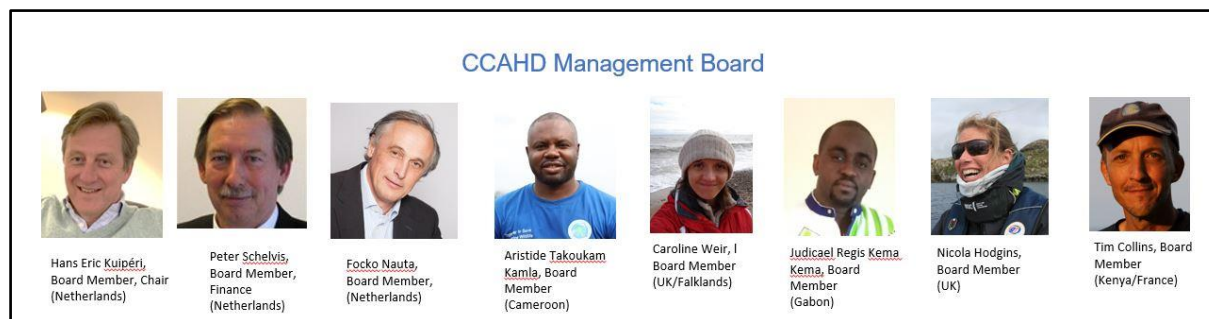 CCAHD Management Board
Hans Eric Kuipéri,
Board Member, Chair
(Netherlands)
Peter Schelvis,
Board Member,
Finance
(Netherlands)
Focko Nauta,
Board Member,
(Netherlands)
Aristide Takoukam
Kamla, Board
Member
(Cameroon)
Caroline Weir, l
Board Member
(UK/Falklands)
Judicael Regis Kema
Kema, Board
Member
(Gabon)
Nicola Hodgins,
Board Member
(UK)
Tim Collins, Board
Member
(Kenya/France)